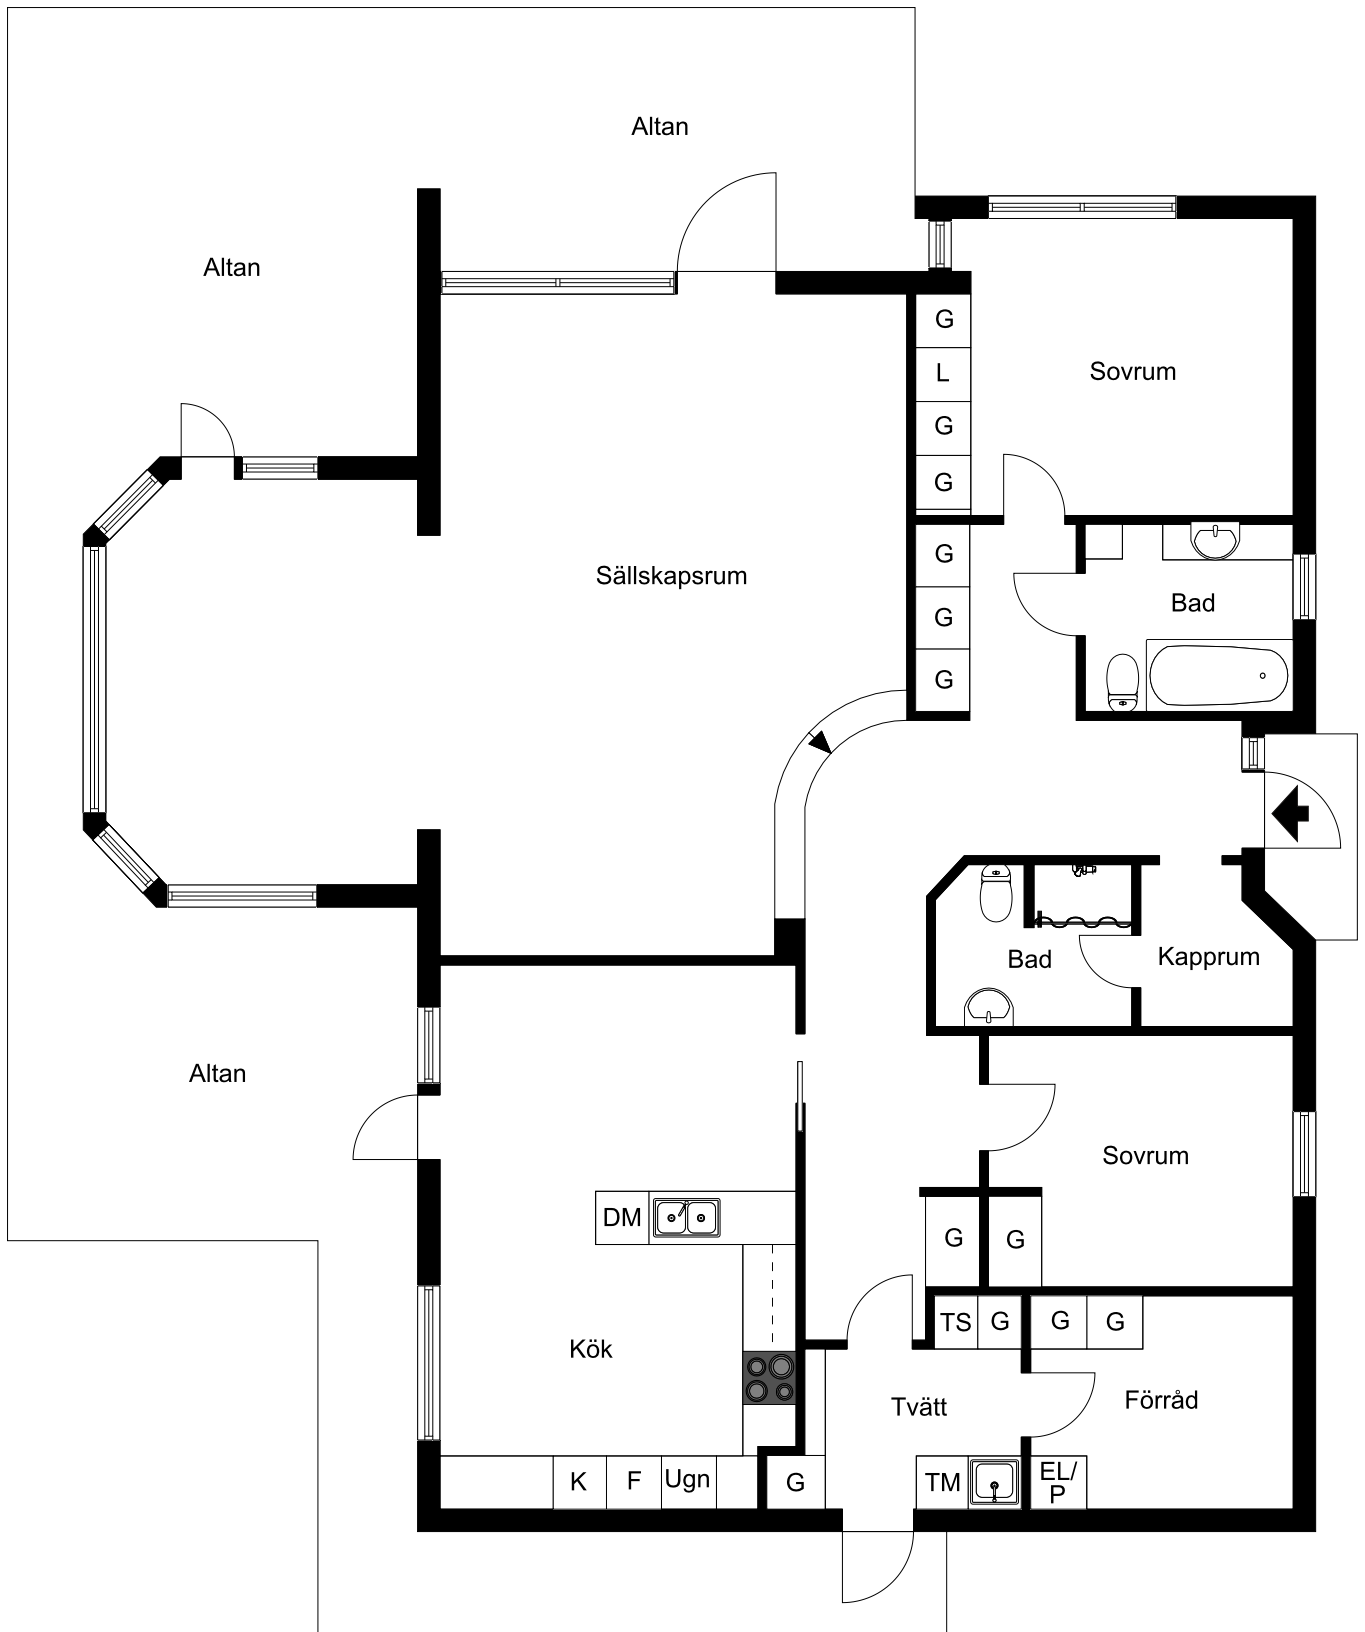 Altan
Altan
G
L
Sovrum
G
G
G
Sällskapsrum
Bad
G
G
Bad
Kapprum
Altan
Sovrum
DM
G
G
TS
G
G
G
Kök
Förråd
Tvätt
K
F
Ugn
G
TM
EL/
P